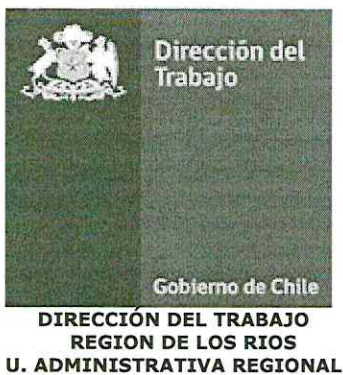 Dirección del
Trabajo
Gobierno de Chile
DIRECCIÓN DEL TRABAJO
REGION DE LOS RIOS
U. ADMINISTRATIVA REGIONAL